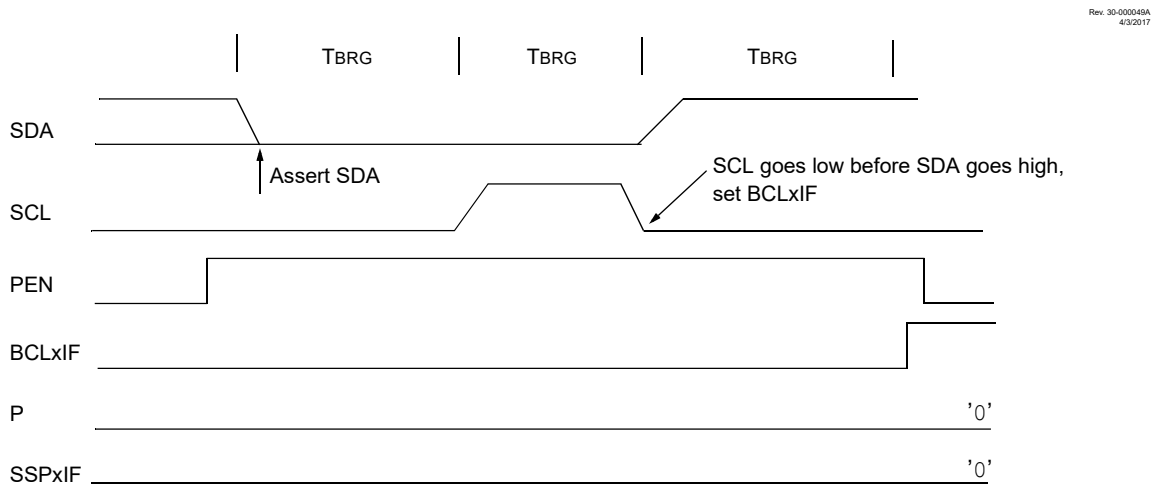 Rev. 30-000049A
4/3/2017
TBRG TBRG TBRG
SDA
Assert SDA
SCL goes low before SDA goes high,
set BCLxIF
SCL
PEN
BCLxIF
P '0'
SSPxIF '0'